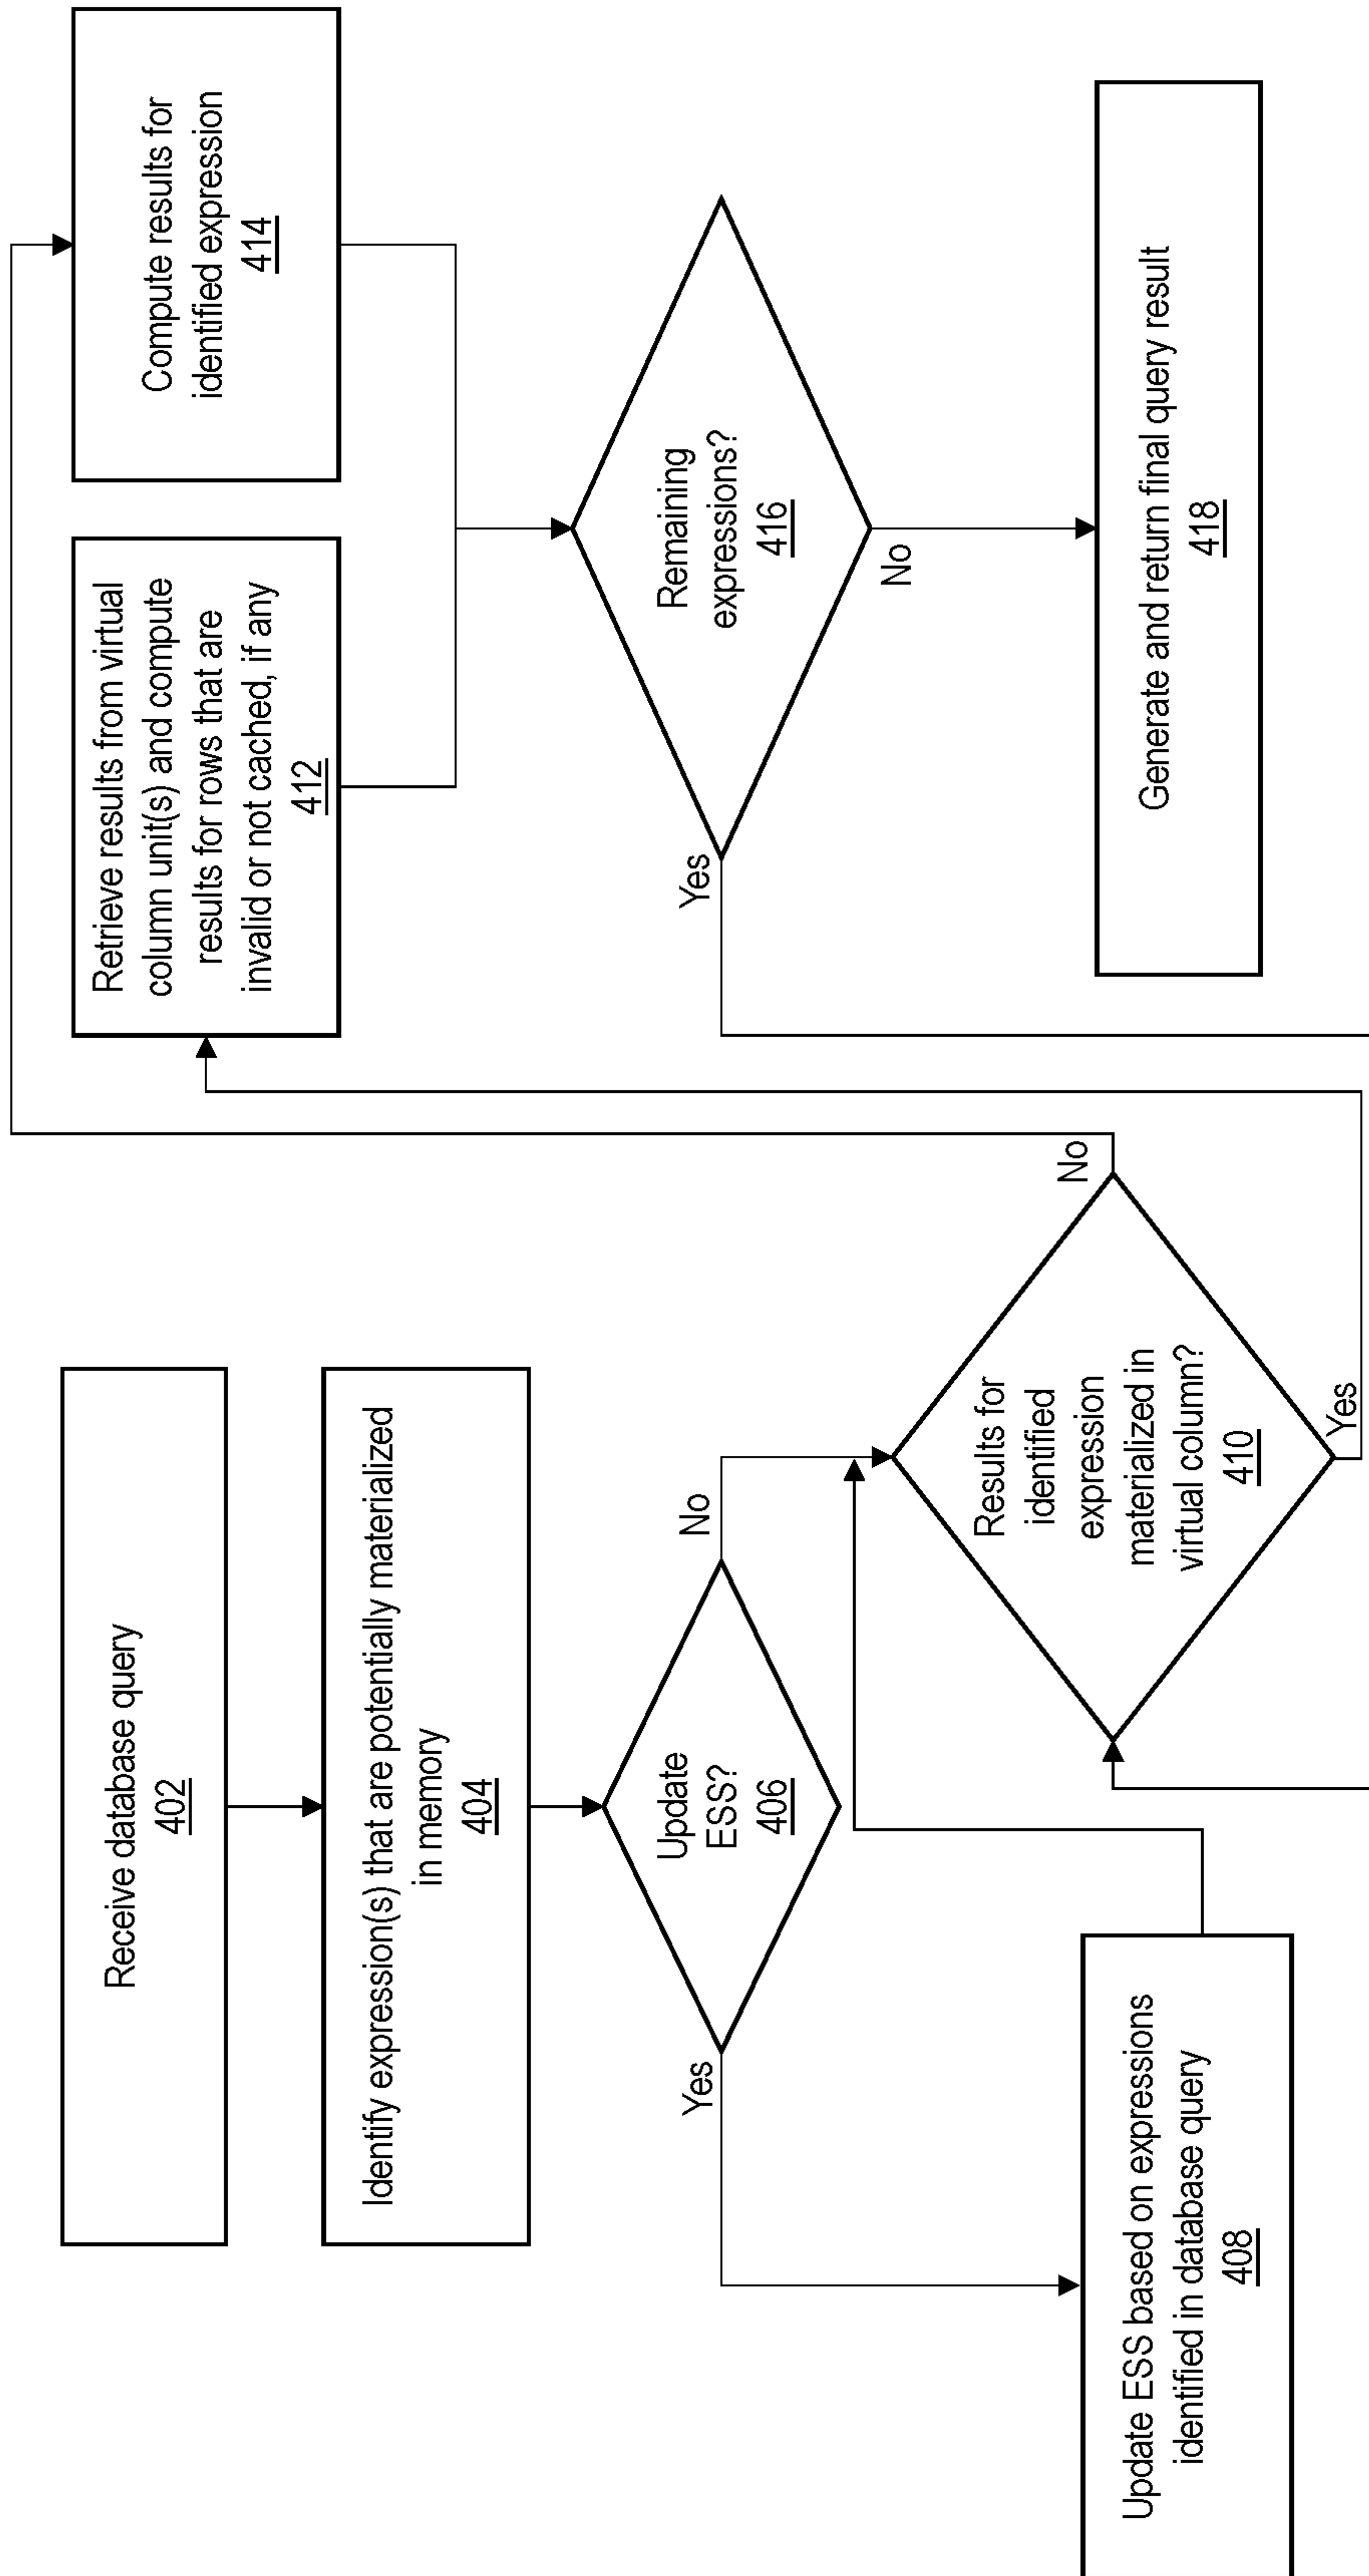 Receive database query
402
Identify expression(s) that are potentially materialized
in memory
404
Update
ESS?
406
Yes
No
Update ESS based on expressions
identified in database query
408
Results for
identified
expression
materialized in
virtual column?
410
No
Yes
Retrieve results from virtual
column unit(s) and compute
results for rows that are
invalid or not cached, if any
412
Compute results for
identified expression
414
Remaining
expressions?
416
Yes
No
Generate and return final query result
418